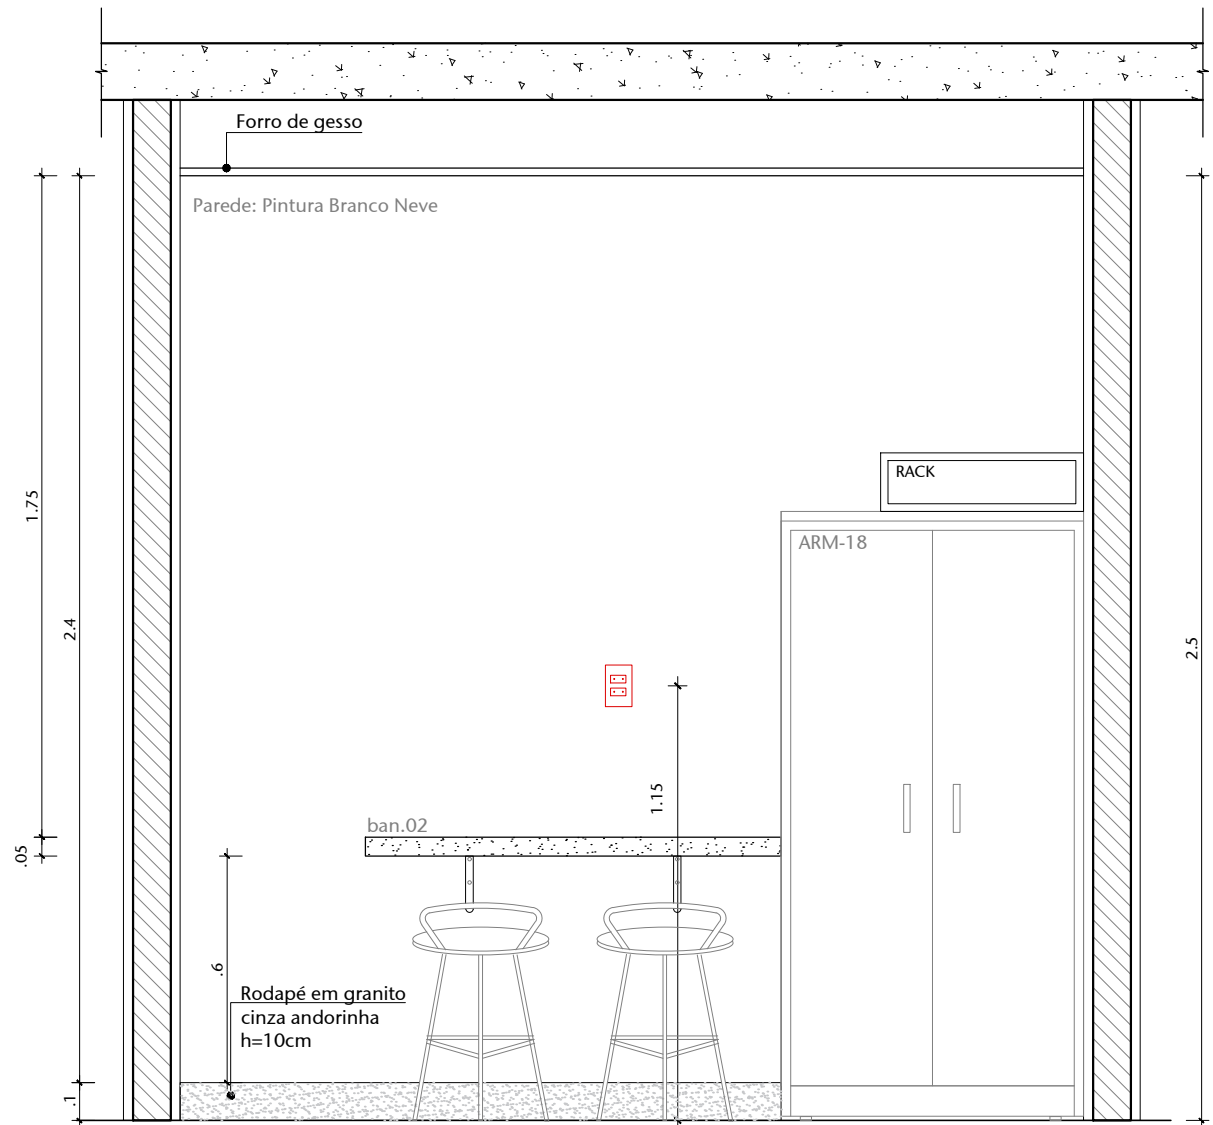 Forro de gesso
Parede: Pintura Branco Neve
RACK
1.75
ARM-18
2.4
2.5
1.15
ban.02
.05
.6
Rodapé em granito
cinza andorinha
h=10cm
.1